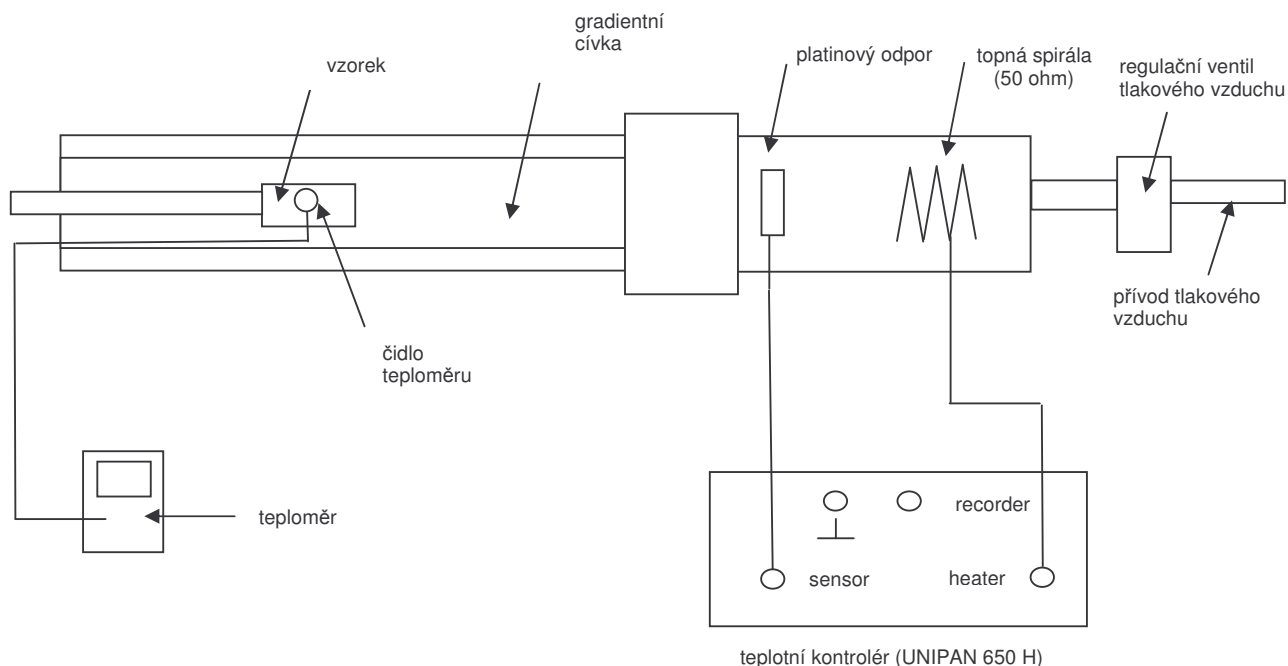 gradientní
cívka
vzorek
platinový odpor
topná spirála
(50 ohm)
regulační ventil
tlakového vzduchu
přívod tlakového
vzduchu
čidlo
teploměru
teploměr
recorder
sensor
heater
teplotní kontrolér (UNIPAN 650 H)